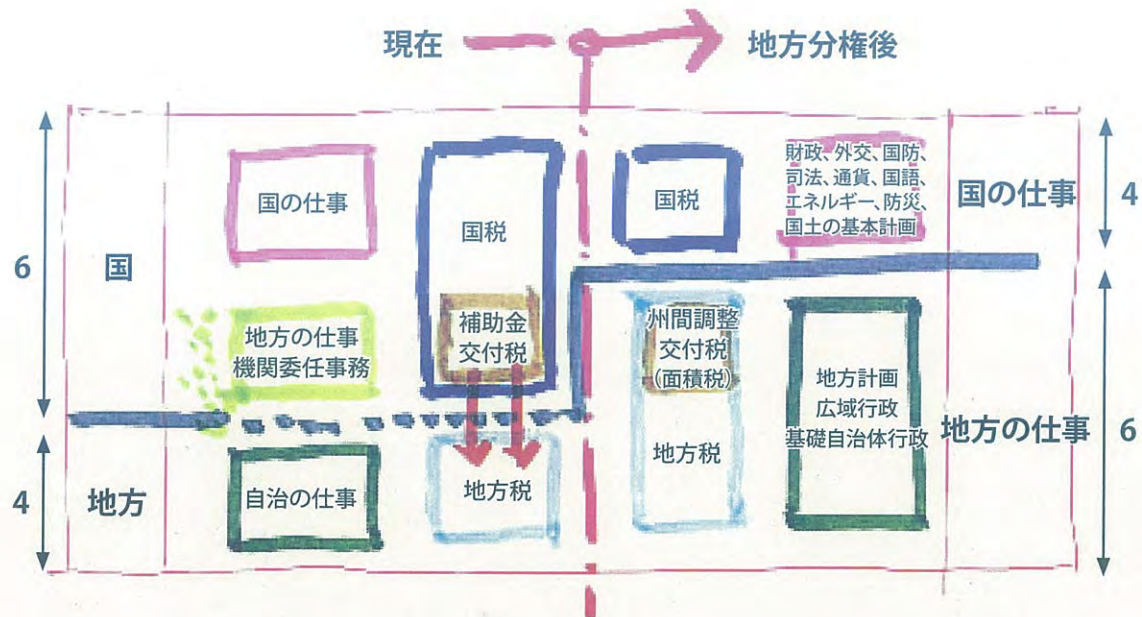 現在
地方分権後
6
国
国の仕事
国税
国税
財政、外交、国防、
司法、通貨、国語、
エネルギー、防災、
国土の基本計画
国の仕事
4
地方の仕事
機関委任事務
補助金
交付税
州間調整
交付税
(面積税)
地方税
地方計画
広域行政
基礎自治体行政
地方の仕事
6
4
地方
自治の仕事
地方税